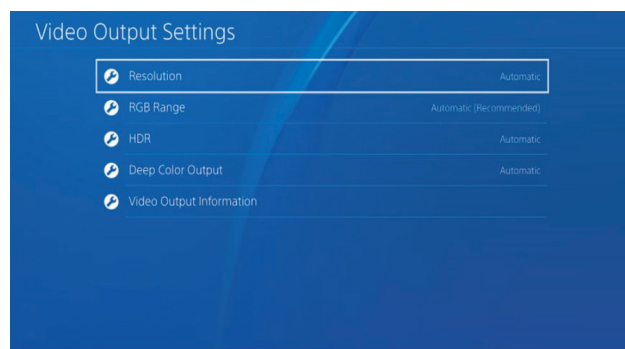 Video Output Settings
Resolution Automatic
RGB Range Automatic (Recommended)
HDR Automatic
Deep Color Output Automatic
Video Output Information